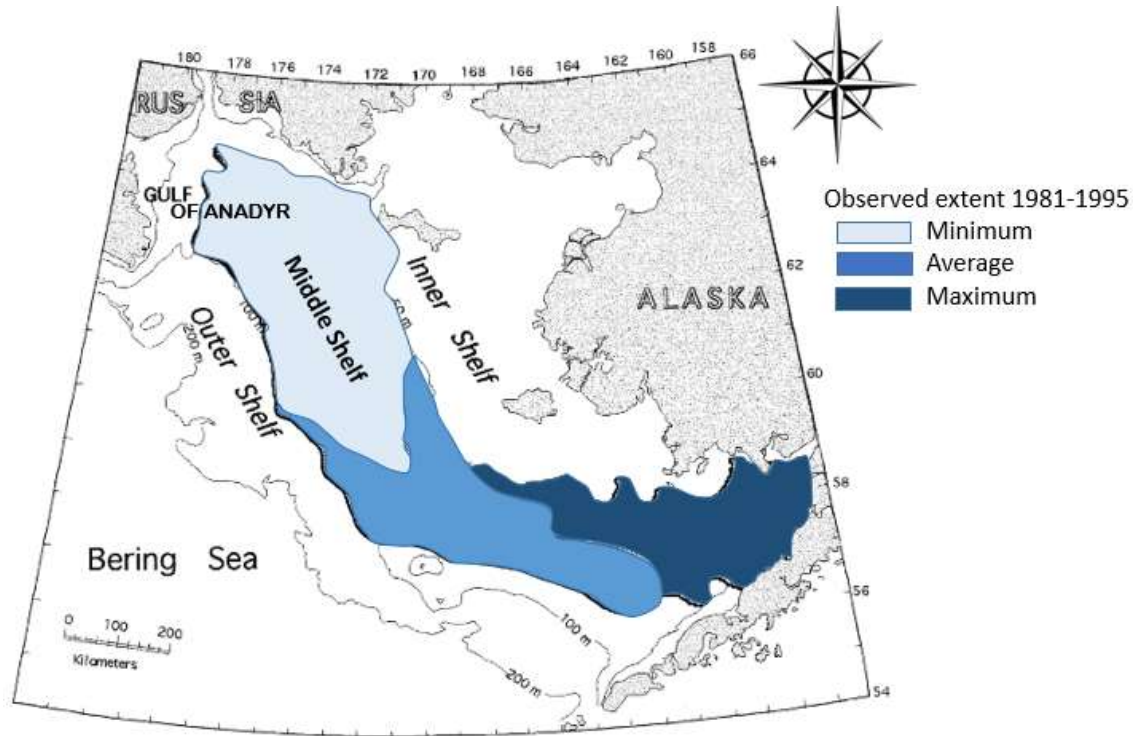 180 178 176 174 172 170 168 166 164 162 160 158 66
RUS SIA
64
GULF
OF ANADYR
Observed extent 1981-1995
Minimum
Average
Maximum
62
ALASKA
Middle Shelf
Inner Shelf
Outer Shelf
100 m
50 m
200 m
60
58
Bering Sea
56
0 100 200
Kilometers
100 m
200 m
54